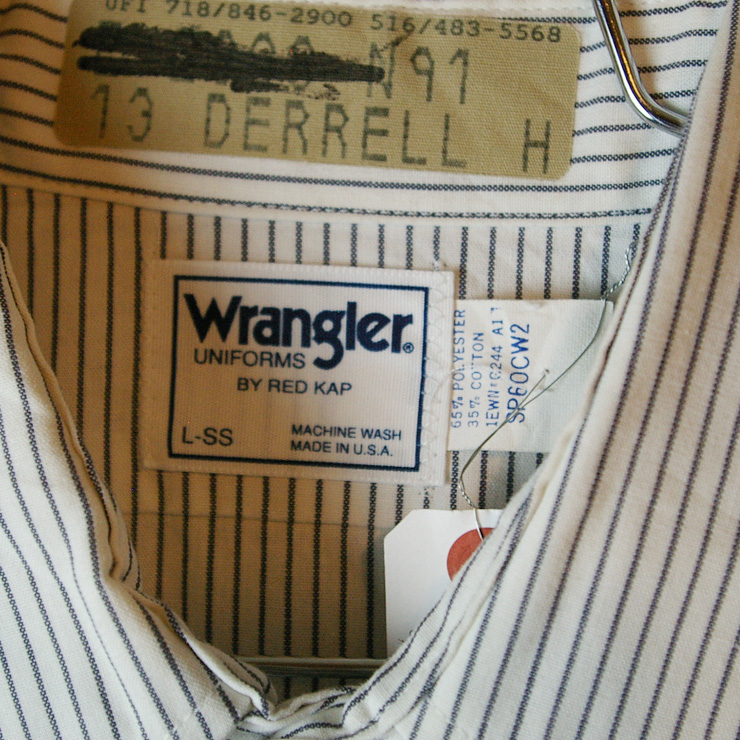 UFI 718/846-2900 516/483-5568
N91
13 DERRELL H
Wrangler®
UNIFORMS
BY RED KAP
L-SS
MACHINE WASH
MADE IN U.S.A.
65% POLYESTER
35% COTTON
SP60CW2